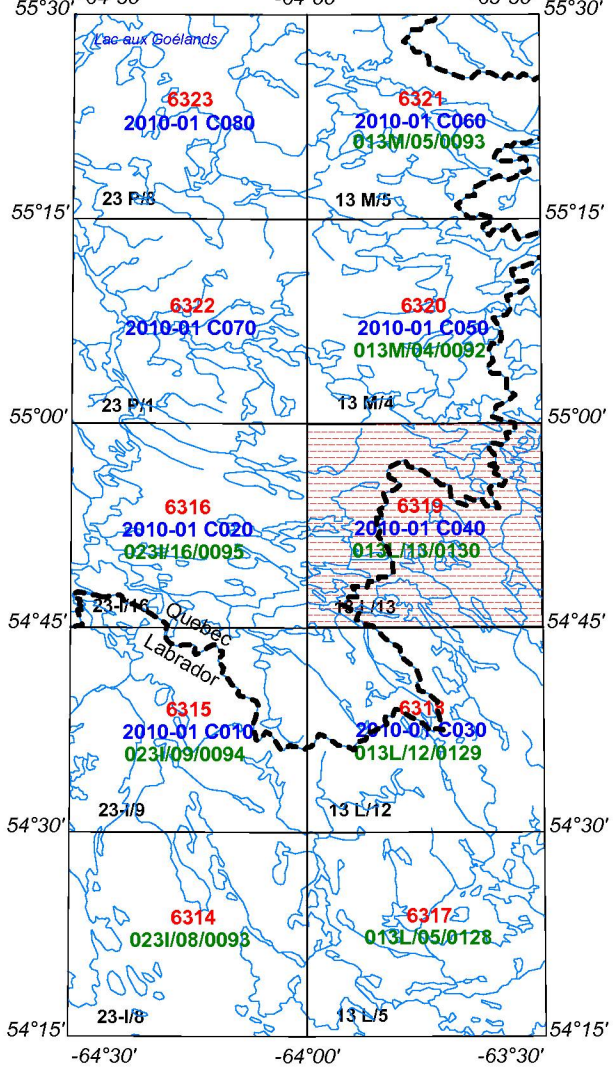 55°30'
-64°30'
-64°00'
-63°30'
55°30'
Lac aux Goélands
6323
2010-01 C080
23 P/8
6321
2010-01 C060
013M/05/0093
13 M/5
55°15'
55°15'
6322
2010-01 C070
23 P/1
6320
2010-01 C050
013M/04/0092
13 M/4
55°00'
55°00'
6316
2010-01 C020
023I/16/0095
23-I/16
6319
2010-01 C040
013L/13/0130
13 L/13
Quebec
Labrador
54°45'
54°45'
6315
2010-01 C010
023I/09/0094
23-I/9
6318
2010-01 C030
013L/12/0129
13 L/12
54°30'
54°30'
6314
023I/08/0093
23-I/8
6317
013L/05/0128
13 L/5
54°15'
54°15'
-64°30'
-64°00'
-63°30'